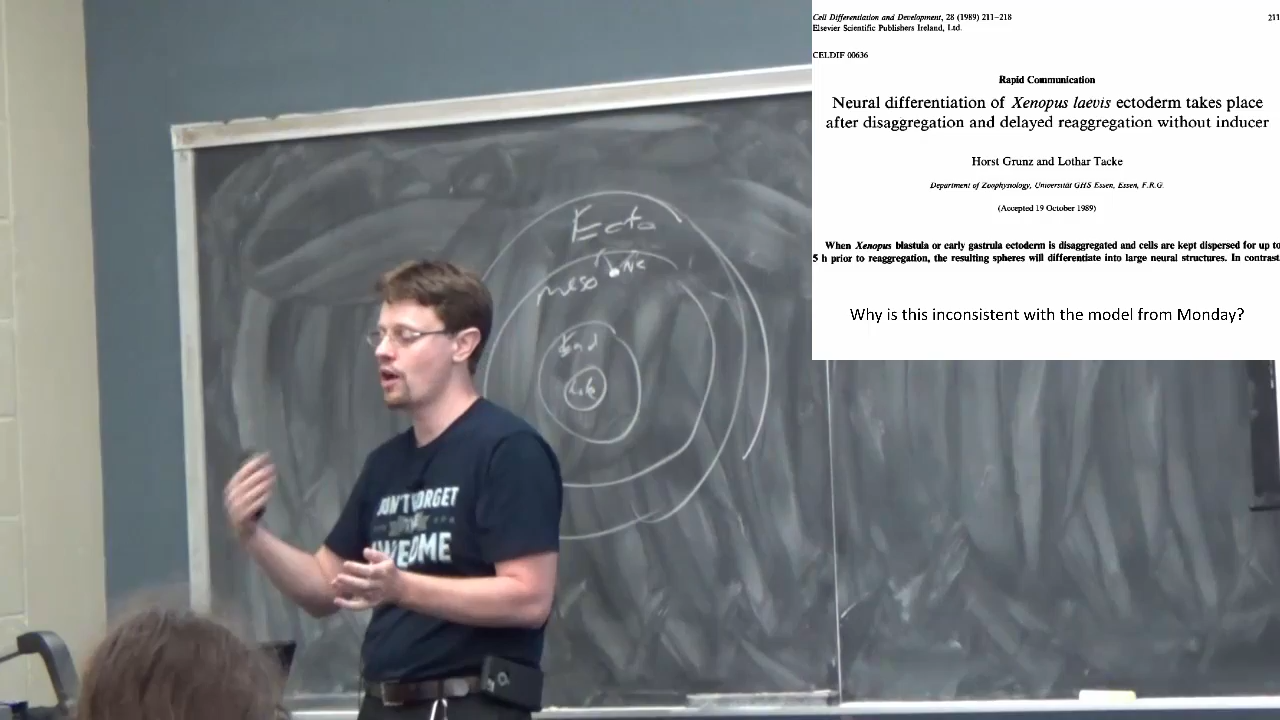 Cell Differentiation and Development, 28 (1989) 211–218
211
Elsevier Scientific Publishers Ireland, Ltd.
CELDIF 00636
Rapid Communication
Neural differentiation of Xenopus laevis ectoderm takes place
after disaggregation and delayed reaggregation without inducer
Horst Grunz and Lothar Tacke
Department of Zoophysiology, Universität GHS Essen, Essen, F.R.G.
(Accepted 19 October 1989)
When Xenopus blastula or early gastrula ectoderm is disaggregated and cells are kept dispersed for up to
5 h prior to reaggregation, the resulting spheres will differentiate into large neural structures. In contrast
Why is this inconsistent with the model from Monday?
Ecto
Nc
meso
End
DON'T FORGET
AWESOME